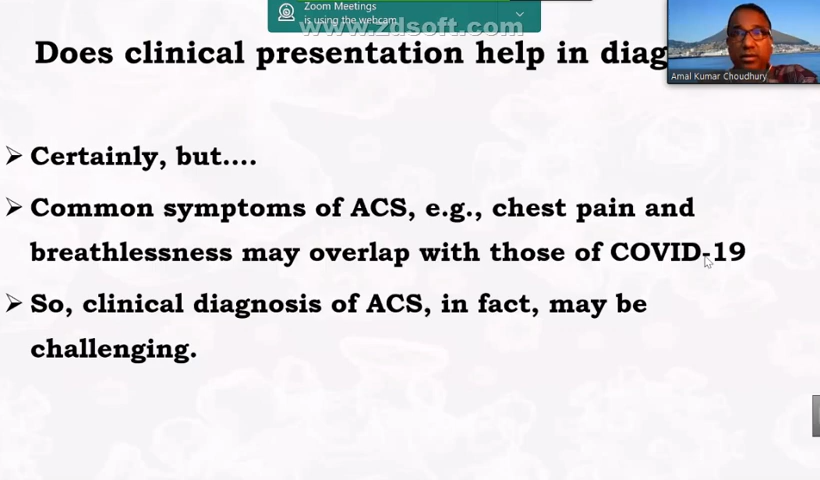 Zoom Meetings
is using the webcam
www.zdsoft.com
Does clinical presentation help in diag
Amal Kumar Choudhury
➢ Certainly, but....
➢ Common symptoms of ACS, e.g., chest pain and
breathlessness may overlap with those of COVID-19
➢ So, clinical diagnosis of ACS, in fact, may be
challenging.